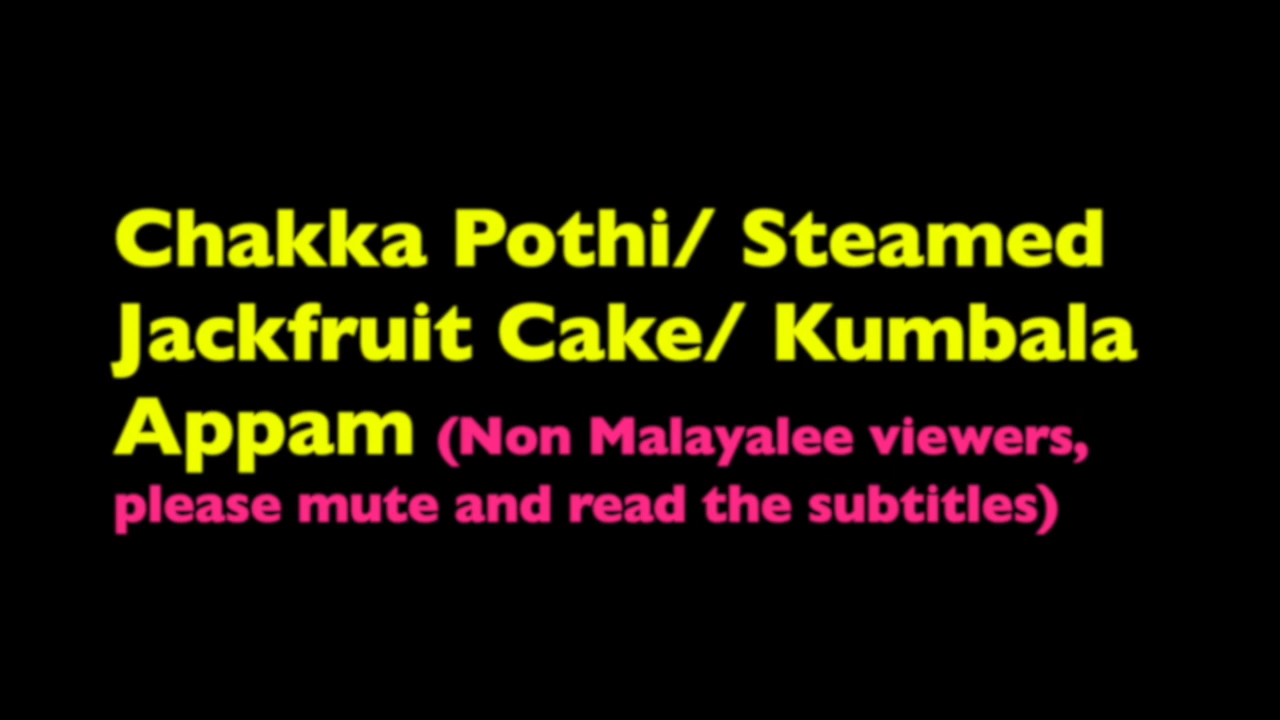 Chakka Pothi/ Steamed
Jackfruit Cake/ Kumbala
Appam (Non Malayalee viewers,
please mute and read the subtitles)